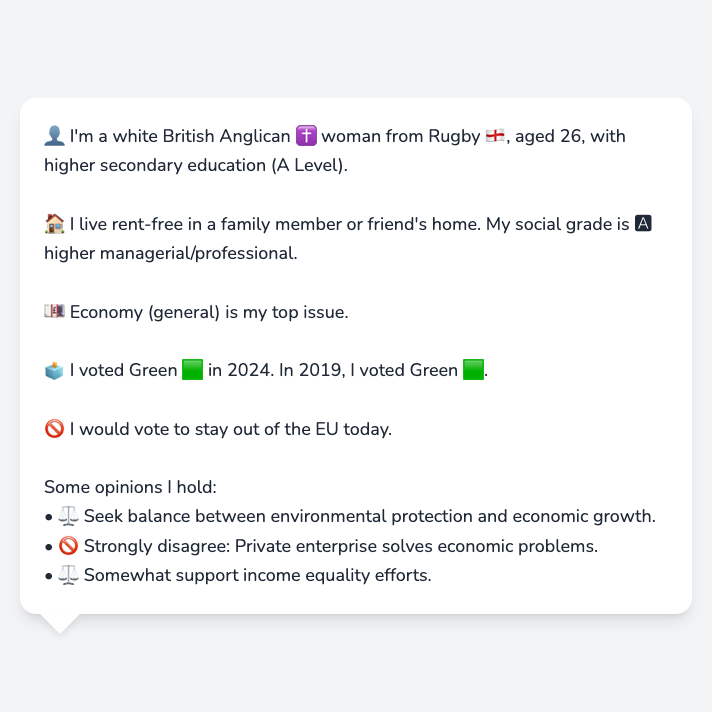 👤 I'm a white British Anglican ✝️ woman from Rugby 🏴󠁧󠁢󠁥󠁮󠁧󠁿, aged 26, with
higher secondary education (A Level).
🏠 I live rent-free in a family member or friend's home. My social grade is 🅰
higher managerial/professional.
💷 Economy (general) is my top issue.
🗳️ I voted Green 🟩 in 2024. In 2019, I voted Green 🟩.
🚫 I would vote to stay out of the EU today.
Some opinions I hold:
• ⚖️ Seek balance between environmental protection and economic growth.
• 🚫 Strongly disagree: Private enterprise solves economic problems.
• ⚖️ Somewhat support income equality efforts.